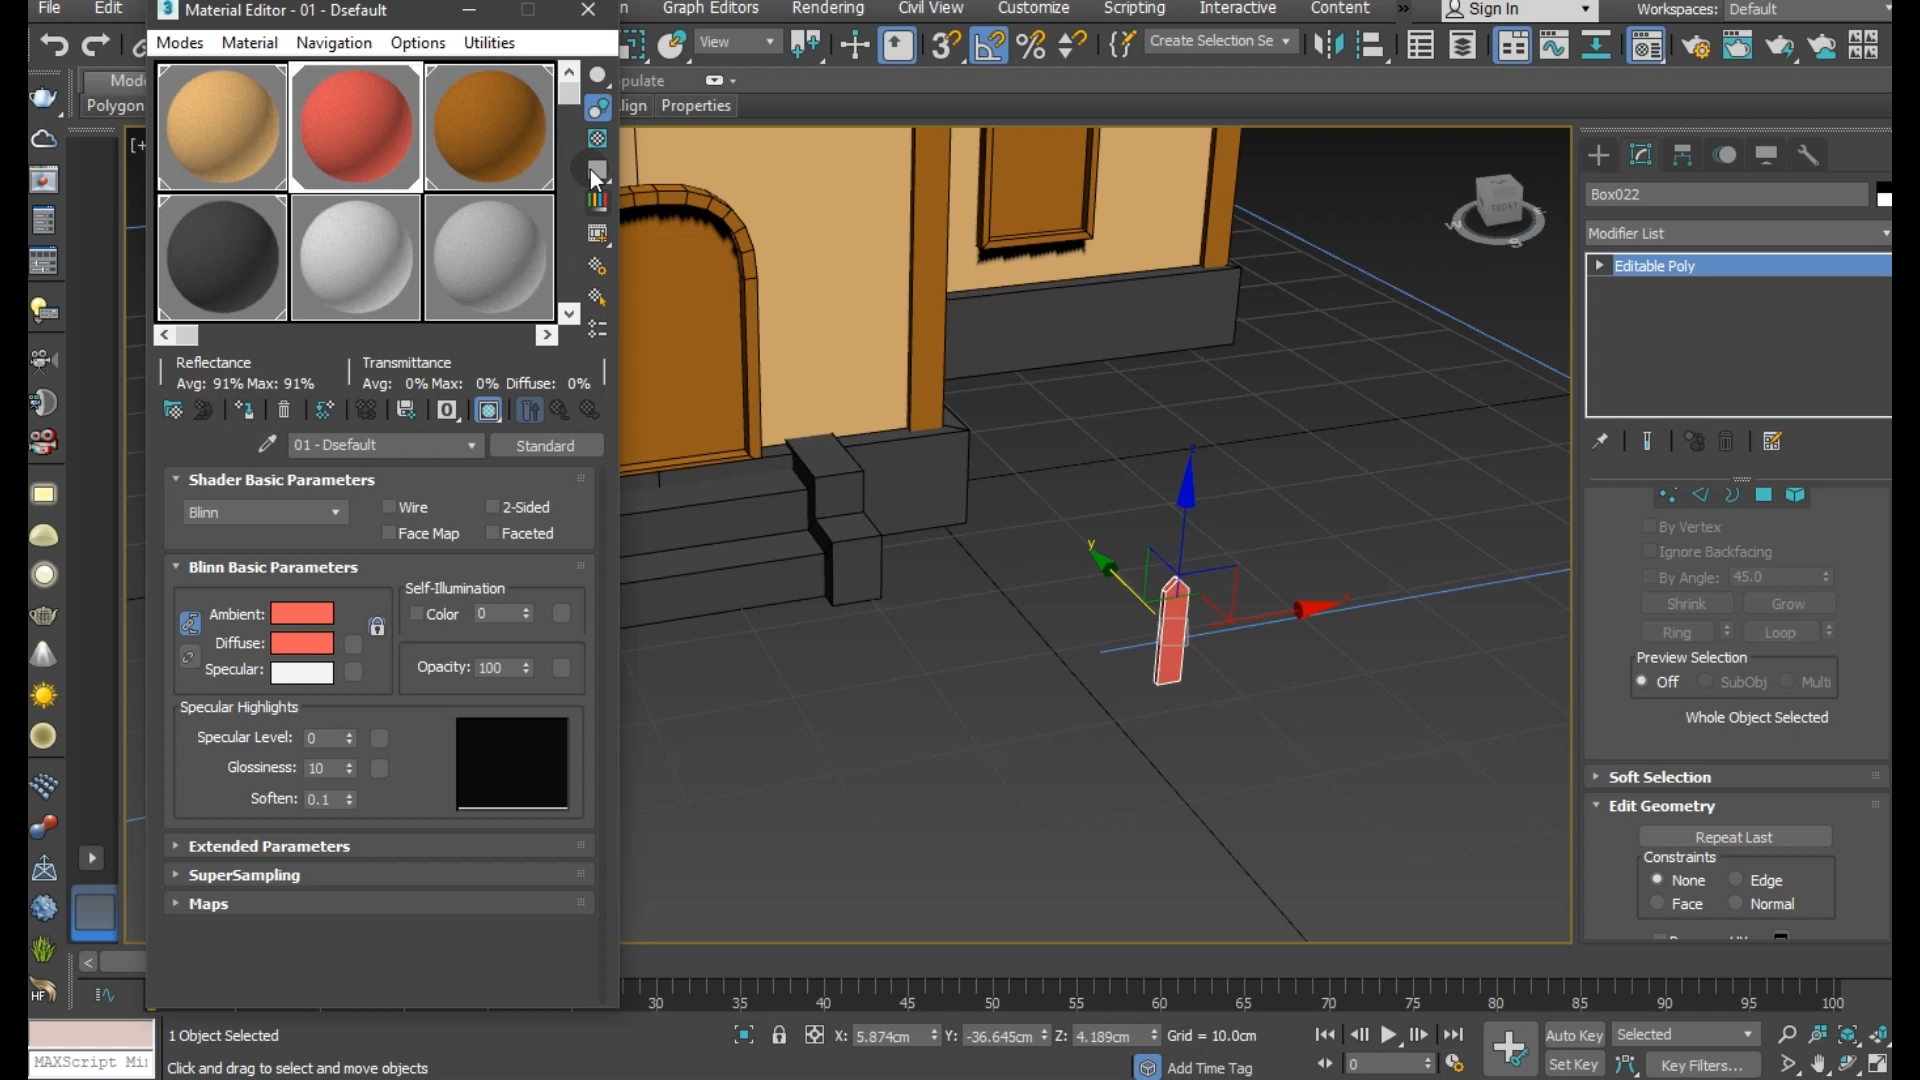 File Edit
Material Editor - 01 - Dsefault
Graph Editors Rendering Civil View Customize Scripting Interactive Content
Sign In
Workspaces: Default
Modes Material Navigation Options Utilities
View
Create Selection Se
Polygon
Properties
Box022
Modifier List
Editable Poly
FRONT
Reflectance
Avg: 91% Max: 91%
Transmittance
Avg: 0% Max: 0% Diffuse: 0%
01 - Dsefault
Standard
Shader Basic Parameters
Blinn
Wire
2-Sided
Face Map
Faceted
Blinn Basic Parameters
Self-Illumination
Ambient:
Color 0
Diffuse:
Specular:
Opacity: 100
Specular Highlights
Specular Level: 0
Glossiness: 10
Soften: 0.1
Extended Parameters
SuperSampling
Maps
z
y
By Vertex
Ignore Backfacing
By Angle: 45.0
Shrink Grow
Ring Loop
Preview Selection
Off SubObj Multi
Whole Object Selected
Soft Selection
Edit Geometry
Repeat Last
Constraints
None Edge
Face Normal
30 35 40 45 50 55 60 65 70 75 80 85 90 95 100
1 Object Selected
X: 5.874cm Y: -36.645cm Z: 4.189cm Grid = 10.0cm
Auto Key Selected
MAXScript Mi
Click and drag to select and move objects
Add Time Tag
0
Set Key Key Filters...